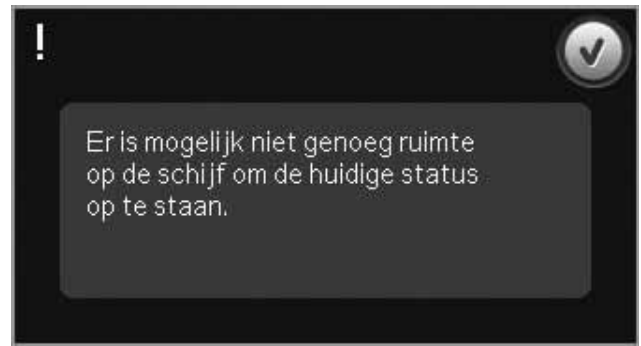 !
Er is mogelijk niet genoeg ruimte
op de schijf om de huidige status
op te staan.